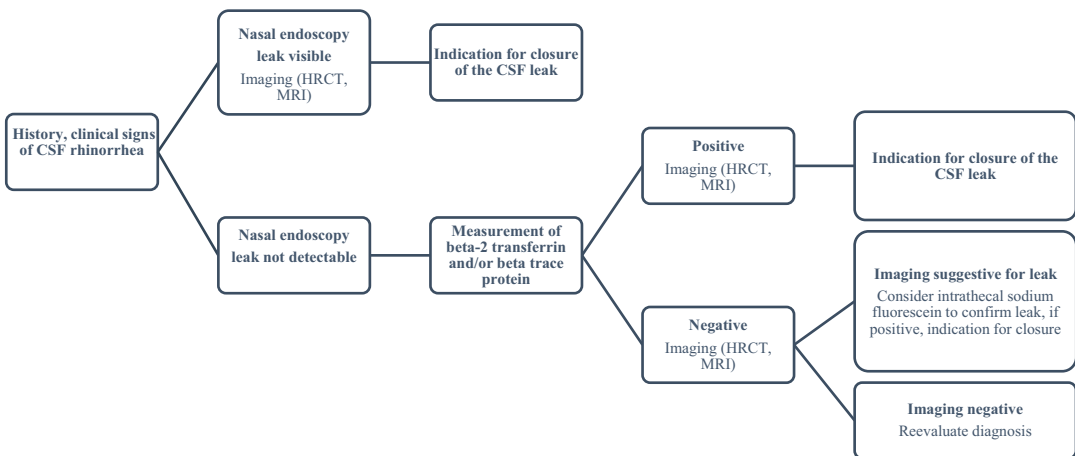 History, clinical signs
of CSF rhinorrhea
Nasal endoscopy
leak visible
Imaging (HRCT,
MRI)
Indication for closure
of the CSF leak
Nasal endoscopy
leak not detectable
Measurement of
beta-2 transferrin
and/or beta trace
protein
Positive
Imaging (HRCT,
MRI)
Indication for closure of the
CSF leak
Negative
Imaging (HRCT,
MRI)
Imaging suggestive for leak
Consider intrathecal sodium
fluorescein to confirm leak, if
positive, indication for closure
Imaging negative
Reevaluate diagnosis